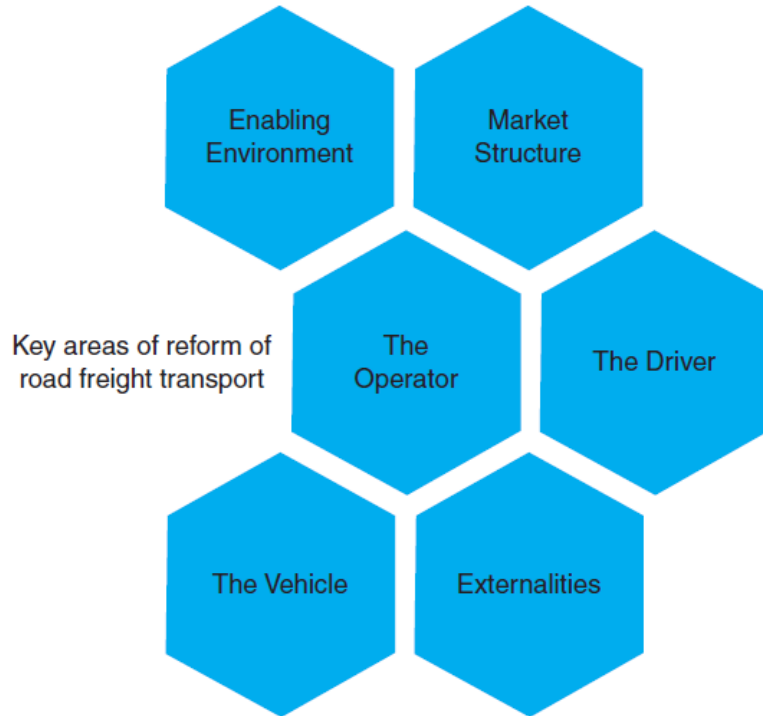 Enabling
Environment
Market
Structure
Key areas of reform of
road freight transport
The
Operator
The Driver
The Vehicle
Externalities